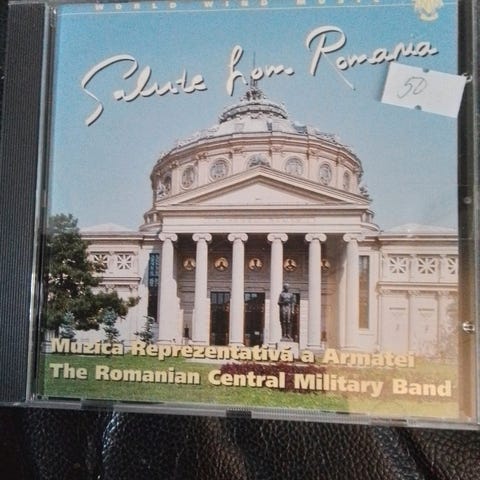 WORLD WIND MUSIC
Salute from Romania
50
Muzica Reprezentativă a Armatei
The Romanian Central Military Band